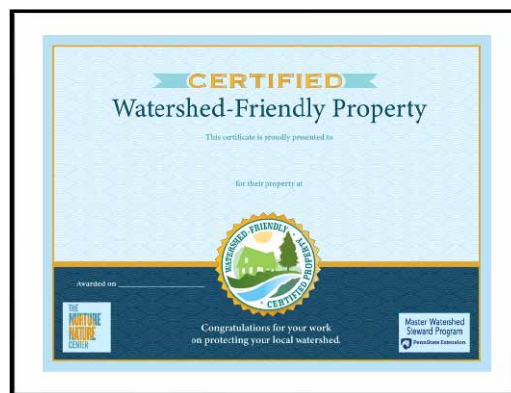 CERTIFIED
Watershed-Friendly Property
This certificate is proudly presented to
for their property at
WATERSHED-FRIENDLY
CERTIFIED PROPERTY
Awarded on
THE
NURTURE
NATURE
CENTER
Congratulations for your work
on protecting your local watershed.
Master Watershed
Steward Program
PennState Extension